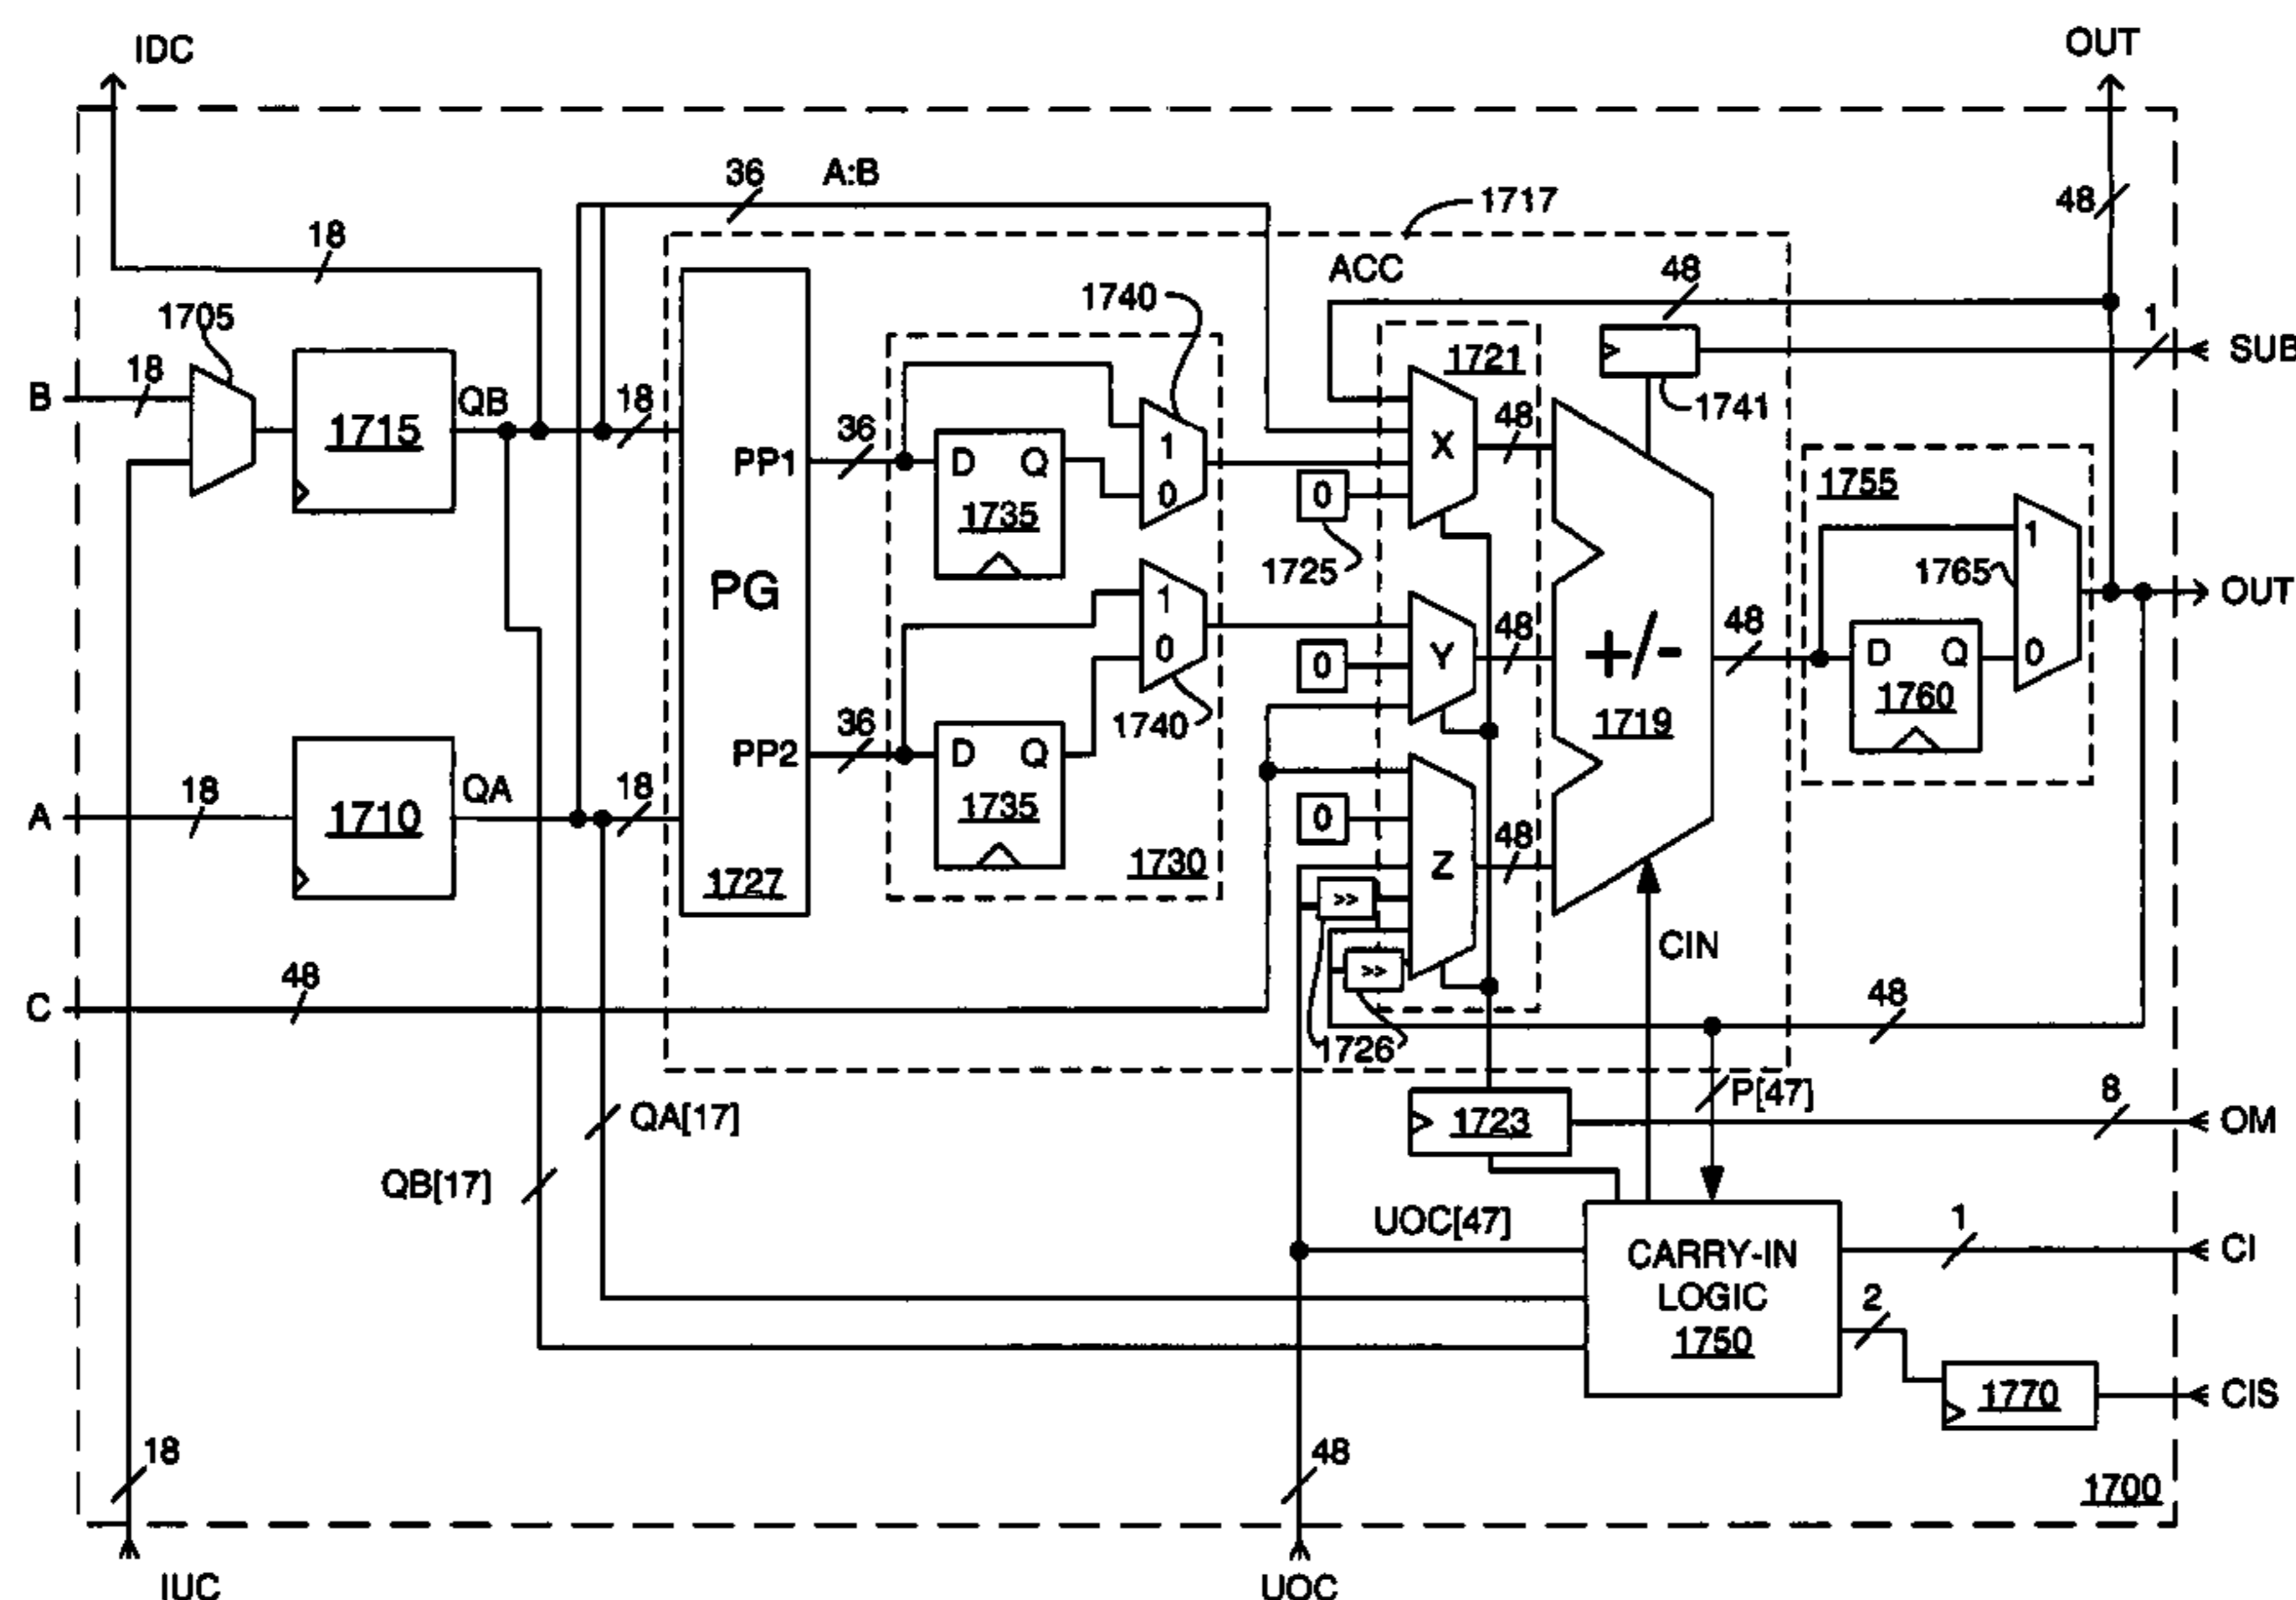 IDC
OUT
36 A:B
1717
48
18
ACC
48
1740
1
1705
1721
SUB
18
B
QB
18
1741
1715
36
PP1
D Q
1735
1
0
X
48
0
1725
1755
1
1765
OUT
PG
1
0
0
Y
48
+/-
1719
48
D Q
1760
0
36
PP2
1740
D Q
1735
1730
A
18
QA
1710
18
1727
0
Z
48
>>
>>
CIN
C
48
48
1726
QA[17]
QB[17]
P[47]
8
1723
OM
UOC[47]
1
CI
CARRY-IN
LOGIC
1750
2
1770
CIS
18
48
1700
IUC
UOC